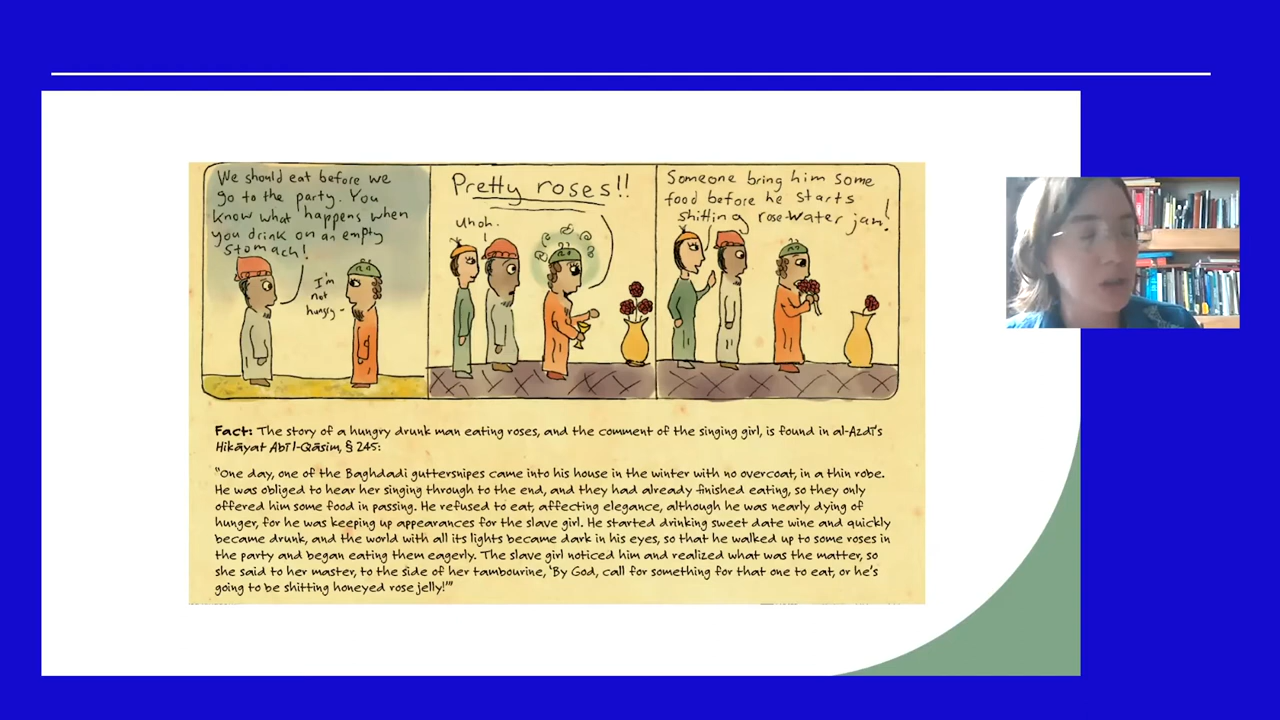 We should eat before we
go to the party. You
know what happens when
you drink on an empty
stomach!
I'm
not
hungry-
Pretty roses!!
Uhoh.
Someone bring him some
food before he starts
shitting rose-water jam!
Fact: The story of a hungry drunk man eating roses, and the comment of the singing girl, is found in al-Azdī's
Ḥikāyat Abī l-Qāsim, § 245:
"One day, one of the Baghdadi guttersnipes came into his house in the winter with no overcoat, in a thin robe.
He was obliged to hear her singing through to the end, and they had already finished eating, so they only
offered him some food in passing. He refused to eat, affecting elegance, although he was nearly dying of
hunger, for he was keeping up appearances for the slave girl. He started drinking sweet date wine and quickly
became drunk, and the world with all its lights became dark in his eyes, so that he walked up to some roses in
the party and began eating them eagerly. The slave girl noticed him and realized what was the matter, so
she said to her master, to the side of her tambourine, 'By God, call for something for that one to eat, or he's
going to be shitting honeyed rose jelly!'"